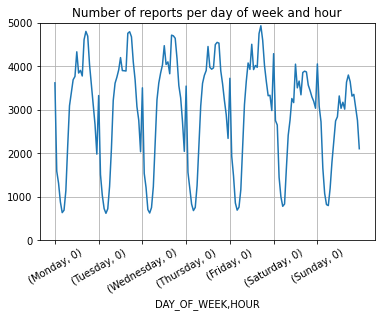 Number of reports per day of week and hour
5000
4000
3000
2000
1000
0
(Monday, 0)
(Tuesday, 0)
(Wednesday, 0)
(Thursday, 0)
(Friday, 0)
(Saturday, 0)
(Sunday, 0)
DAY_OF_WEEK,HOUR